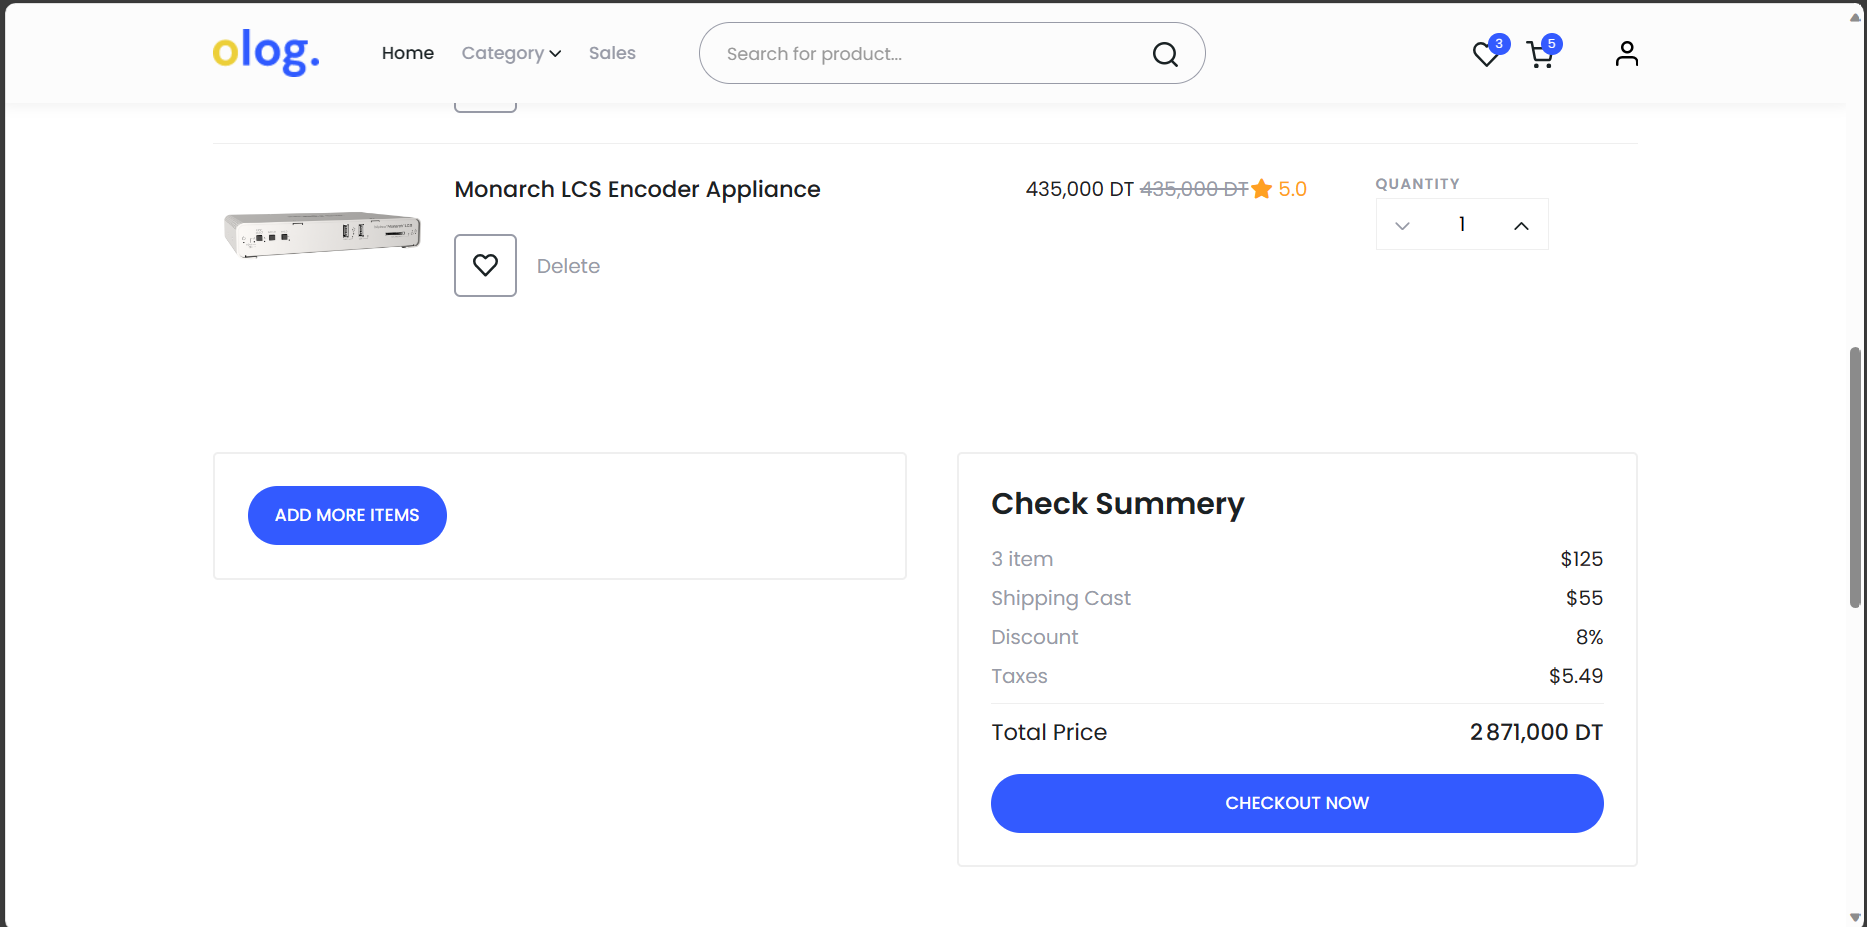 olog.
Home
Category
Sales
Search for product...
3
5
Monarch LCS Encoder Appliance
435,000 DT 435,000 DT 5.0
QUANTITY
1
Delete
ADD MORE ITEMS
Check Summery
3 item $125
Shipping Cast $55
Discount 8%
Taxes $5.49
Total Price 2 871,000 DT
CHECKOUT NOW